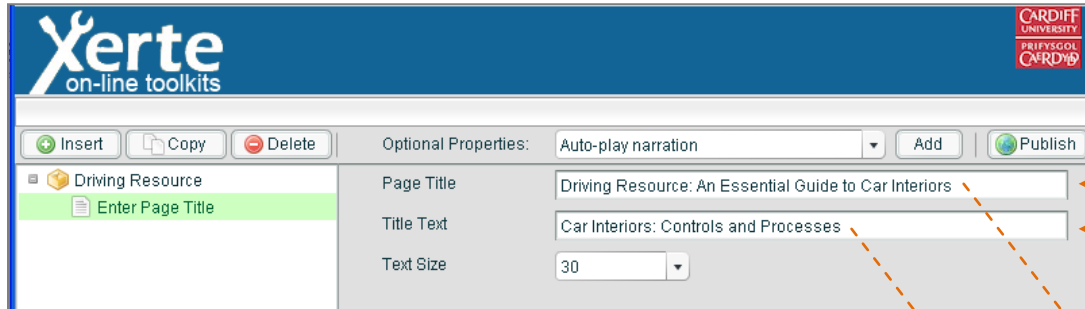 Xerte
on-line toolkits
CARDIFF
UNIVERSITY
PRIFYSGOL
CAERDYDD
Insert Copy Delete Optional Properties: Auto-play narration Add Publish
Driving Resource
Enter Page Title
Page Title Driving Resource: An Essential Guide to Car Interiors
Title Text Car Interiors: Controls and Processes
Text Size 30